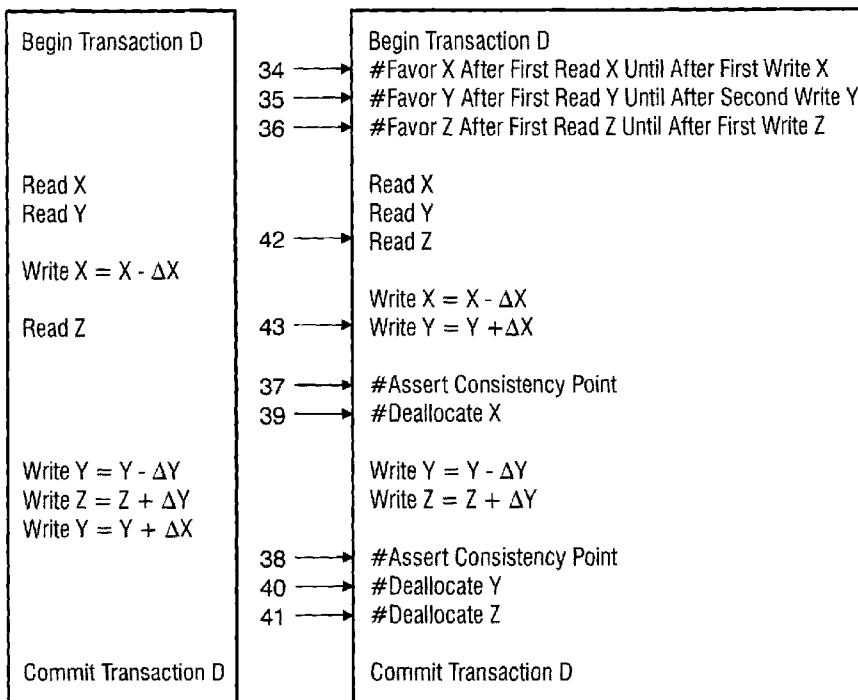 Begin Transaction D
Read X
Read Y
Write X = X - ΔX
Read Z
Write Y = Y - ΔY
Write Z = Z + ΔY
Write Y = Y + ΔX
Commit Transaction D
Begin Transaction D
34 #Favor X After First Read X Until After First Write X
35 #Favor Y After First Read Y Until After Second Write Y
36 #Favor Z After First Read Z Until After First Write Z
Read X
Read Y
42 Read Z
Write X = X - ΔX
43 Write Y = Y +ΔX
37 #Assert Consistency Point
39 #Deallocate X
Write Y = Y - ΔY
Write Z = Z + ΔY
38 #Assert Consistency Point
40 #Deallocate Y
41 #Deallocate Z
Commit Transaction D